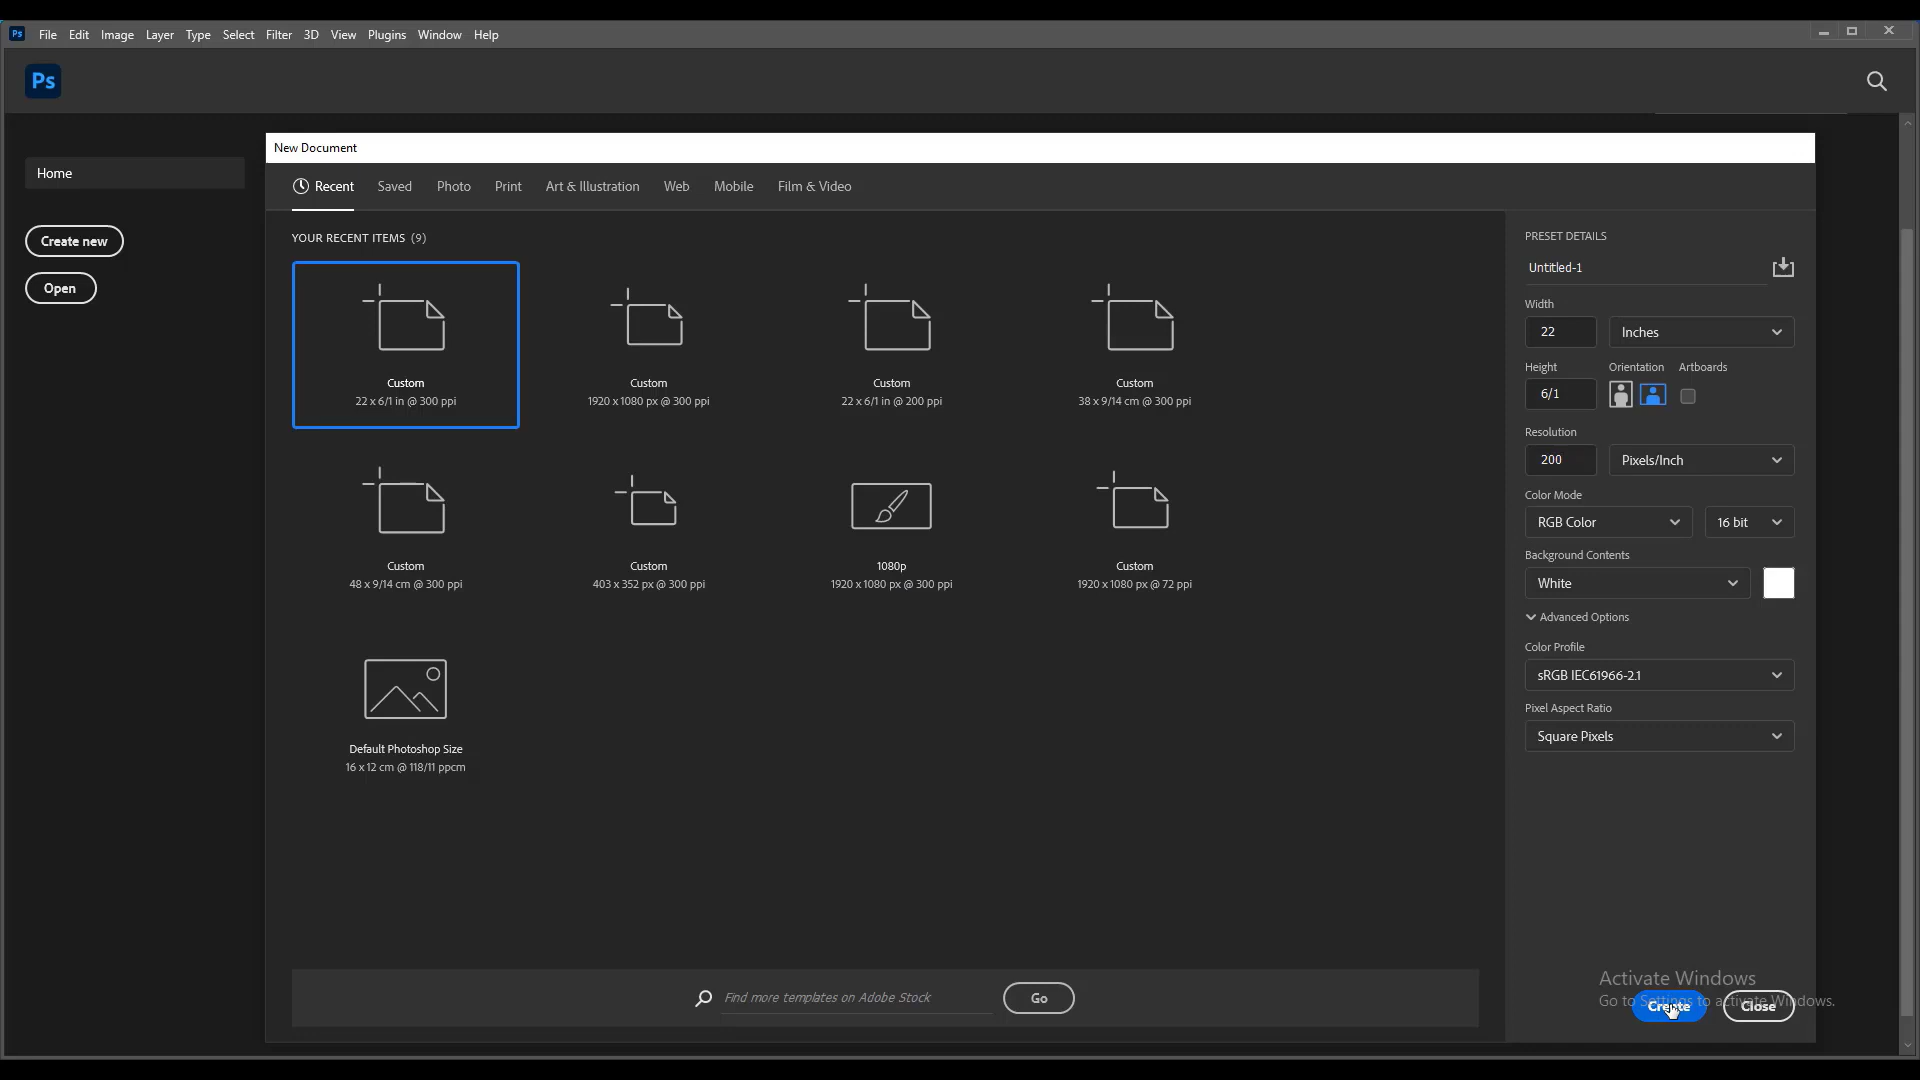 Ps File Edit Image Layer Type Select Filter 3D View Plugins Window Help
Ps
New Document
Home
Create new
Open
Recent Saved Photo Print Art & Illustration Web Mobile Film & Video
YOUR RECENT ITEMS (9)
Custom
22 x 6/1 in @ 300 ppi
Custom
1920 x 1080 px @ 300 ppi
Custom
22 x 6/1 in @ 200 ppi
Custom
38 x 9/14 cm @ 300 ppi
Custom
48 x 9/14 cm @ 300 ppi
Custom
403 x 352 px @ 300 ppi
1080p
1920 x 1080 px @ 300 ppi
Custom
1920 x 1080 px @ 72 ppi
Default Photoshop Size
16 x 12 cm @ 118/11 ppcm
Find more templates on Adobe Stock
Go
PRESET DETAILS
Untitled-1
Width
22 Inches
Height Orientation Artboards
6/1
Resolution
200 Pixels/Inch
Color Mode
RGB Color 16 bit
Background Contents
White
Advanced Options
Color Profile
sRGB IEC61966-2.1
Pixel Aspect Ratio
Square Pixels
Activate Windows
Go to Settings to activate Windows.
Create Close